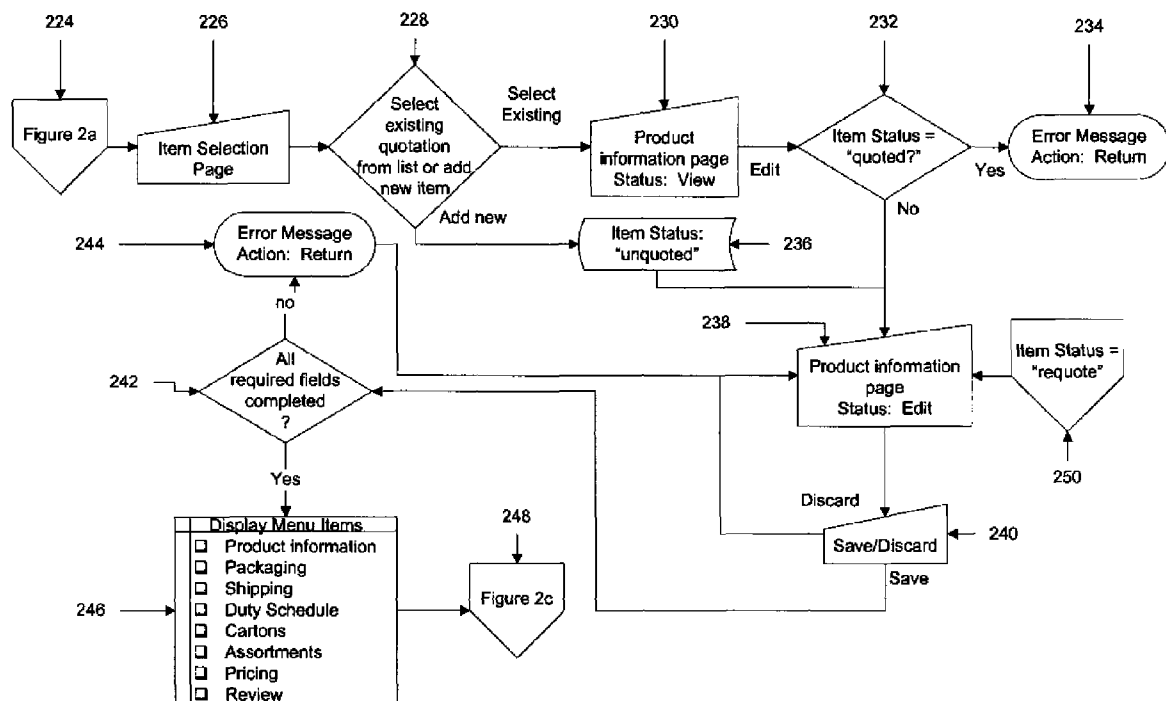 224
226
228
230
232
234
Figure 2a
Item Selection
Page
Select
existing
quotation
from list or add
new item
Select
Existing
Product
information page
Status: View
Edit
Item Status =
"quoted?"
Yes
Error Message
Action: Return
No
Add new
244
Error Message
Action: Return
Item Status:
"unquoted"
236
no
238
242
All
required fields
completed
?
Product information
page
Status: Edit
Item Status =
"requote"
250
Yes
Discard
Save/Discard
240
Save
246
Display Menu Items
Product Information
Packaging
Shipping
Duty Schedule
Cartons
Assortments
Pricing
Review
248
Figure 2c